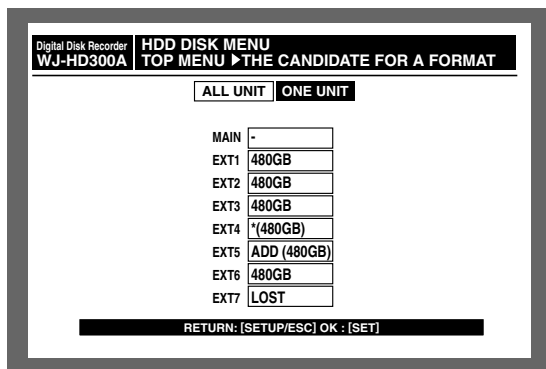 Digital Disk Recorder HDD DISK MENU
WJ-HD300A TOP MENU ▶THE CANDIDATE FOR A FORMAT
ALL UNIT ONE UNIT
MAIN -
EXT1 480GB
EXT2 480GB
EXT3 480GB
EXT4 *(480GB)
EXT5 ADD (480GB)
EXT6 480GB
EXT7 LOST
RETURN: [SETUP/ESC] OK : [SET]